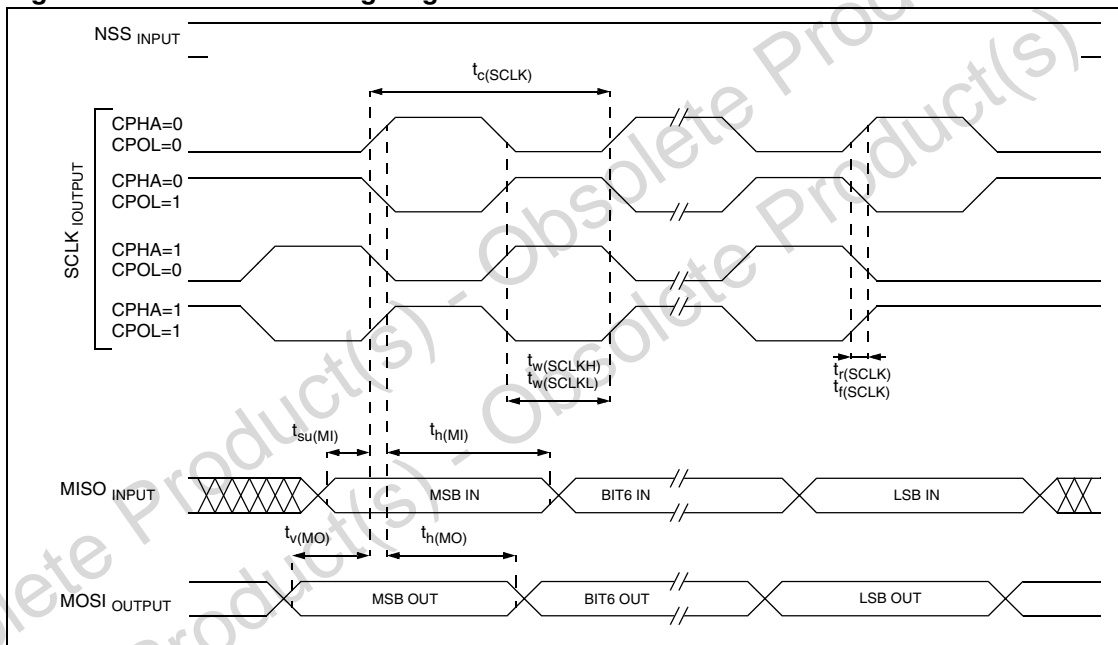 NSS INPUT
tc(SCLK)
SCLK IOUTPUT
CPHA=0
CPOL=0
CPHA=0
CPOL=1
CPHA=1
CPOL=0
CPHA=1
CPOL=1
tw(SCLKH)
tw(SCLKL)
tr(SCLK)
tf(SCLK)
tsu(MI)
th(MI)
MISO INPUT
MSB IN
BIT6 IN
LSB IN
tv(MO)
th(MO)
MOSI OUTPUT
MSB OUT
BIT6 OUT
LSB OUT
Product(s) - Obsolete Product(s)
Product(s) - Obsolete Product(s)